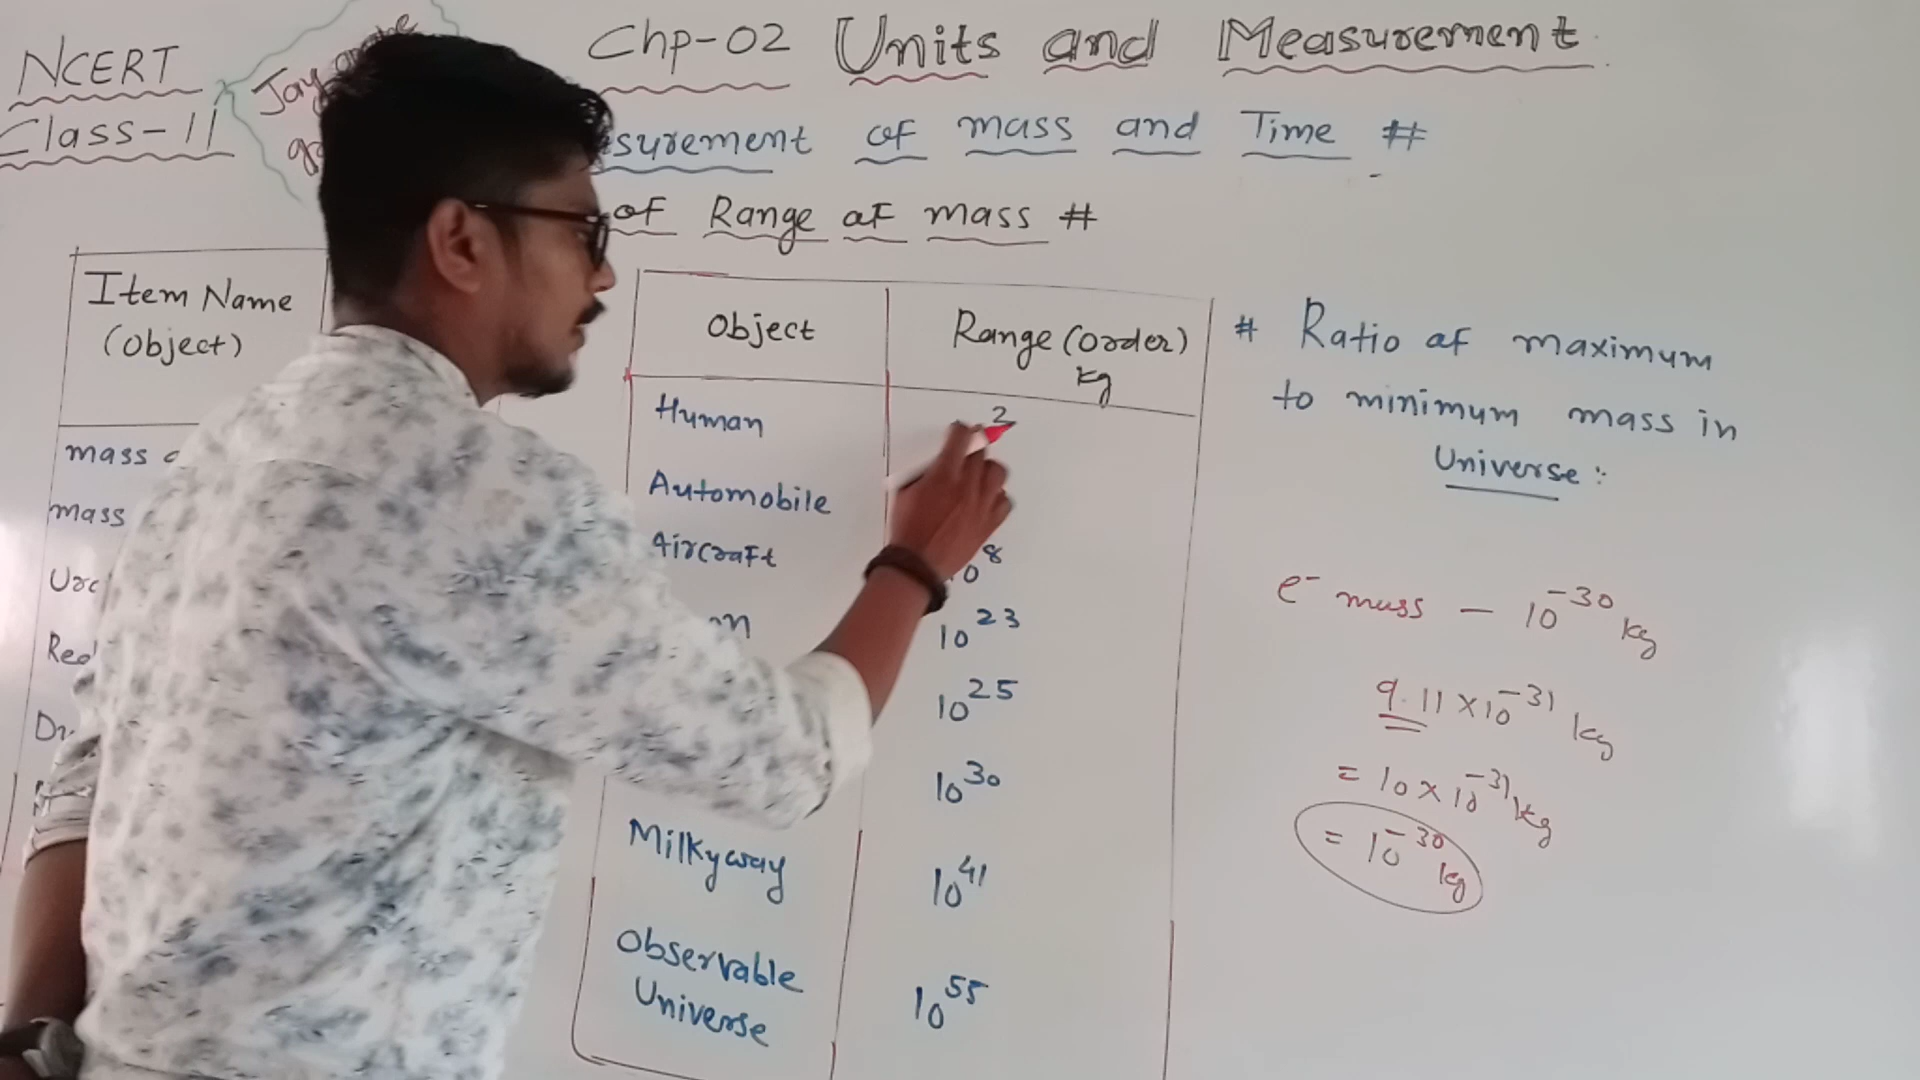 NCERT
Class-11
Jay
Chp-02 Units and Measurement
surement of mass and Time #
of Range of mass #
Item Name
(Object)
mass
mass
Object
Range (order)
kg
Human
2
Automobile
Aircraft
10^8
10^23
10^25
10^30
Milkyway
10^41
Observable
Universe
10^55
# Ratio of maximum
to minimum mass in
Universe :
e⁻ mass — 10^-30 kg
9.11 × 10^-31 kg
= 10 × 10^-31 kg
= 10^-30 kg